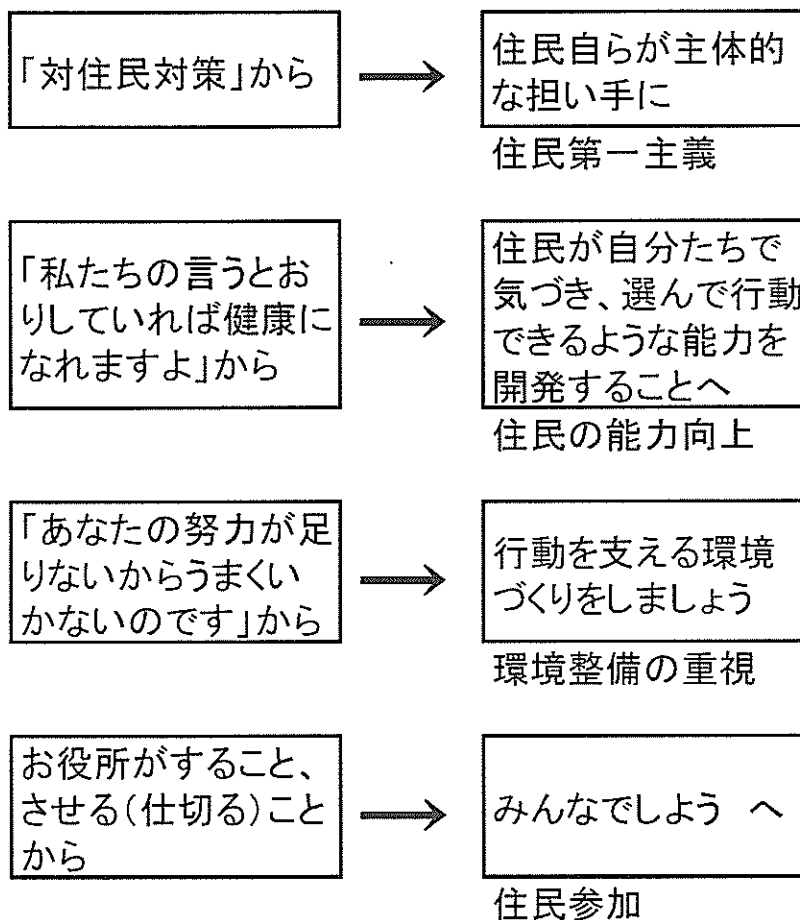 「対住民対策」から
住民自らが主体的
な担い手に
住民第一主義
「私たちの言うとお
りしていれば健康に
なれますよ」から
住民が自分たちで
気づき、選んで行動
できるような能力を
開発することへ
住民の能力向上
「あなたの努力が足
りないからうまくい
かないのです」から
行動を支える環境
づくりをしましょう
環境整備の重視
お役所がすること、
させる(仕切る)こと
から
みんなでしよう へ
住民参加